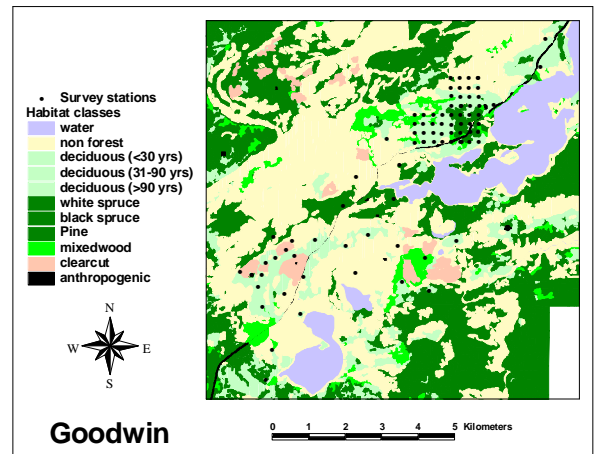 Survey stations
Habitat classes
water
non forest
deciduous (<30 yrs)
deciduous (31-90 yrs)
deciduous (>90 yrs)
white spruce
black spruce
Pine
mixedwood
clearcut
anthropogenic
N
W E
S
Goodwin
0 1 2 3 4 5 Kilometers